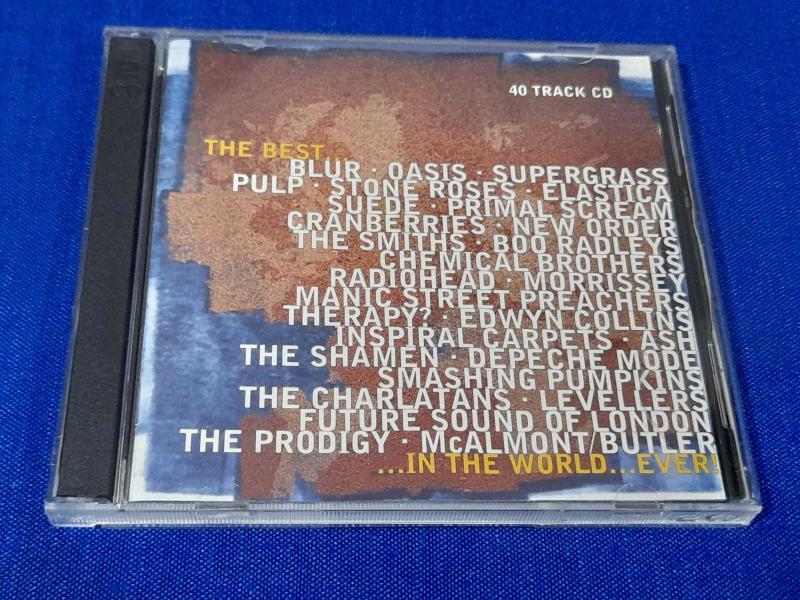 40 TRACK CD
THE BEST...
BLUR · OASIS · SUPERGRASS
PULP · STONE ROSES · ELASTICA
SUEDE · PRIMAL SCREAM
CRANBERRIES · NEW ORDER
THE SMITHS · BOO RADLEYS
CHEMICAL BROTHERS
RADIOHEAD · MORRISSEY
MANIC STREET PREACHERS
THERAPY? · EDWYN COLLINS
INSPIRAL CARPETS · ASH
THE SHAMEN · DEPECHE MODE
SMASHING PUMPKINS
THE CHARLATANS · LEVELLERS
FUTURE SOUND OF LONDON
THE PRODIGY · McALMONT/BUTLER
...IN THE WORLD...EVER!